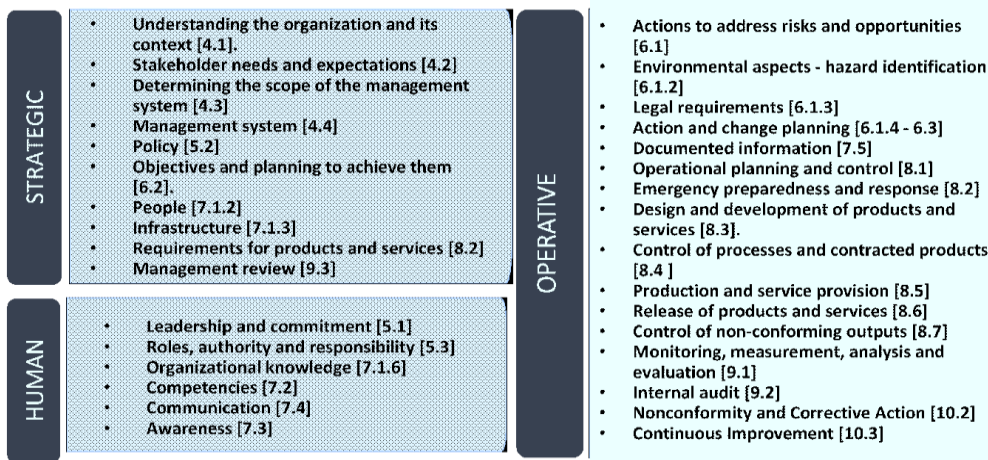 STRATEGIC
• Understanding the organization and its
context [4.1].
• Stakeholder needs and expectations [4.2]
• Determining the scope of the management
system [4.3]
• Management system [4.4]
• Policy [5.2]
• Objectives and planning to achieve them
[6.2].
• People [7.1.2]
• Infrastructure [7.1.3]
• Requirements for products and services [8.2]
• Management review [9.3]
HUMAN
• Leadership and commitment [5.1]
• Roles, authority and responsibility [5.3]
• Organizational knowledge [7.1.6]
• Competencies [7.2]
• Communication [7.4]
• Awareness [7.3]
OPERATIVE
• Actions to address risks and opportunities
[6.1]
• Environmental aspects - hazard identification
[6.1.2]
• Legal requirements [6.1.3]
• Action and change planning [6.1.4 - 6.3]
• Documented information [7.5]
• Operational planning and control [8.1]
• Emergency preparedness and response [8.2]
• Design and development of products and
services [8.3].
• Control of processes and contracted products
[8.4 ]
• Production and service provision [8.5]
• Release of products and services [8.6]
• Control of non-conforming outputs [8.7]
• Monitoring, measurement, analysis and
evaluation [9.1]
• Internal audit [9.2]
• Nonconformity and Corrective Action [10.2]
• Continuous Improvement [10.3]